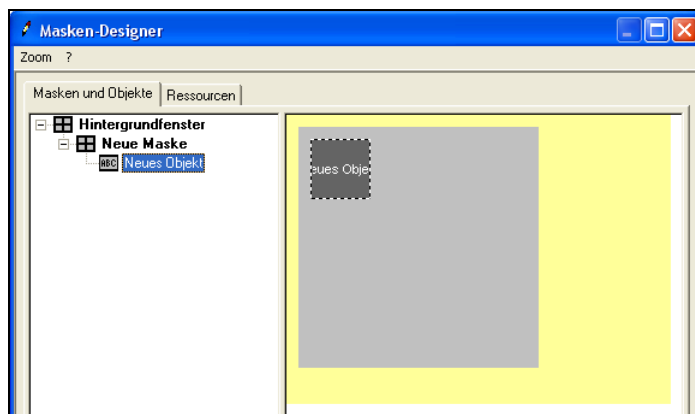 Masken-Designer
Zoom ?
Masken und Objekte Ressourcen
Hintergrundfenster
Neue Maske
ABC Neues Objekt
eues Obje